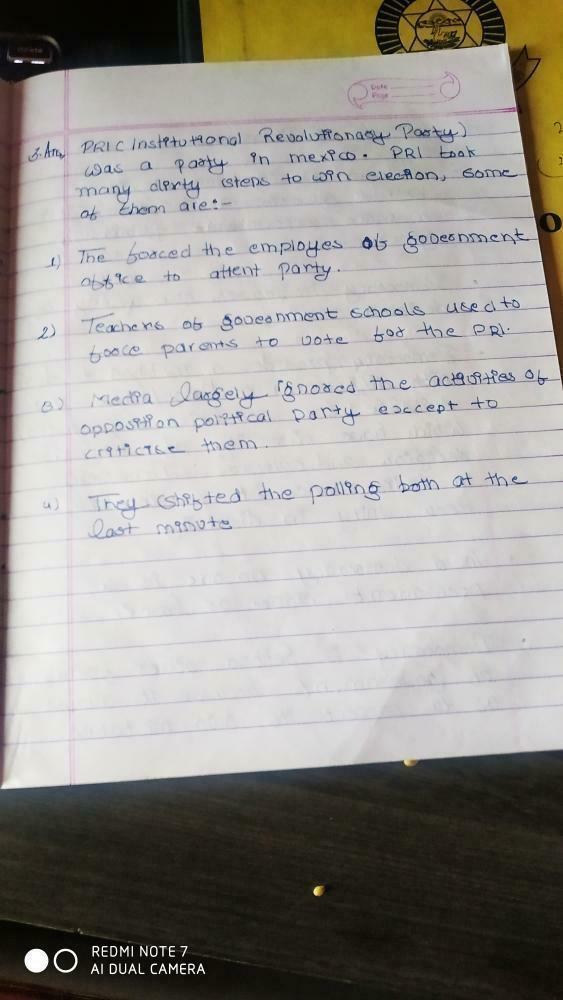 Date
Page
3.Ans PRI C Institutional Revolutionary Party)
was a party in mexico. PRI took
many dirty steps to win election, some
of them are:-
1) The forced the employes of government
office to attent party.
2) Teachers of government schools used to
force parents to vote for the PRI.
3) Media largely ignored the activities of
opposition political party except to
criticise them.
4) They shifted the polling both at the
last minute
REDMI NOTE 7
AI DUAL CAMERA